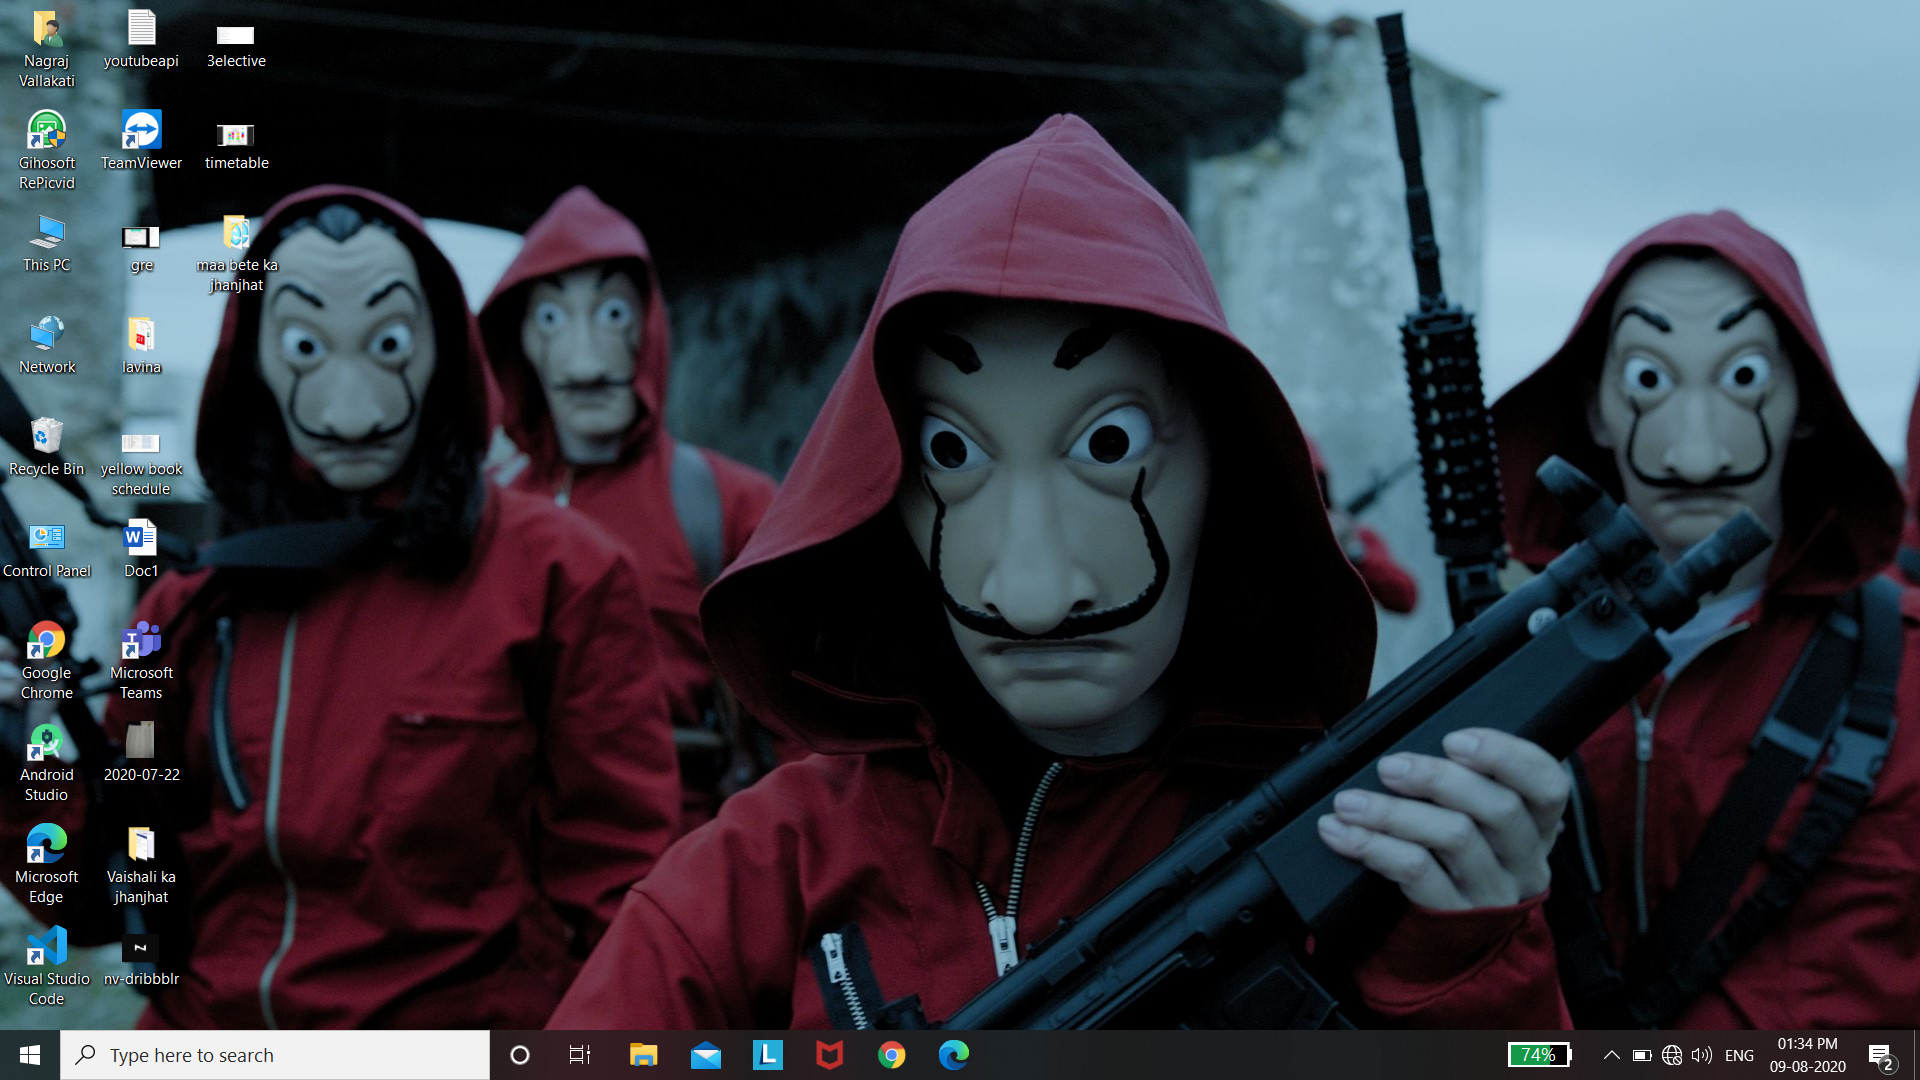 Nagraj
Vallakati
youtubeapi
3elective
Gihosoft
RePicvid
TeamViewer
timetable
This PC
gre
maa bete ka
jhanjhat
Network
lavina
Recycle Bin
yellow book
schedule
Control Panel
Doc1
Google
Chrome
Microsoft
Teams
Android
Studio
2020-07-22
Microsoft
Edge
Vaishali ka
jhanjhat
Visual Studio
Code
nv-dribbblr
Type here to search
74%
ENG
01:34 PM
09-08-2020
2